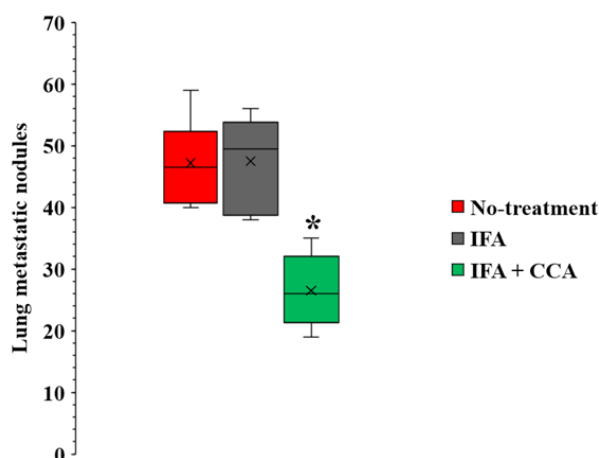 70
60
50
40
30
20
10
0
Lung metastatic nodules
*
No-treatment
IFA
IFA + CCA